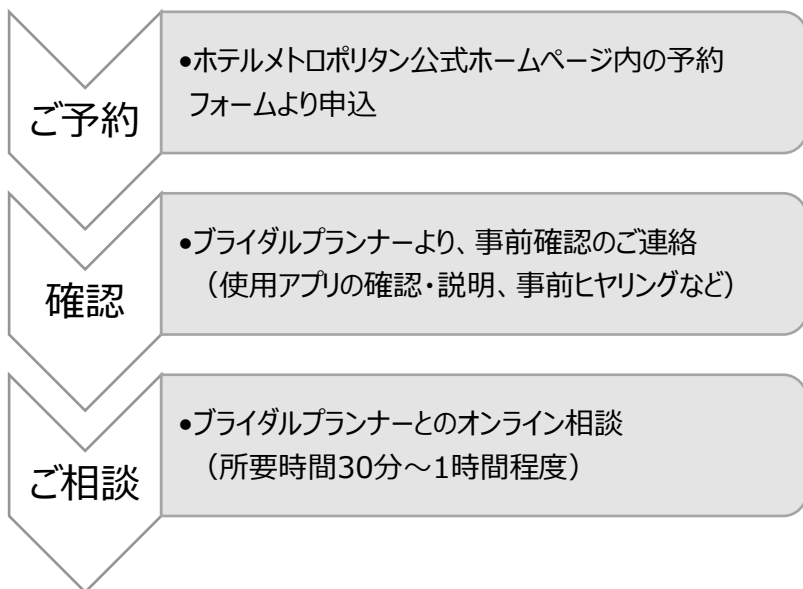 ご予約
•ホテルメトロポリタン公式ホームページ内の予約
フォームより申込
確認
•ブライダルプランナーより、事前確認のご連絡
（使用アプリの確認・説明、事前ヒヤリングなど）
ご相談
•ブライダルプランナーとのオンライン相談
（所要時間30分～1時間程度）